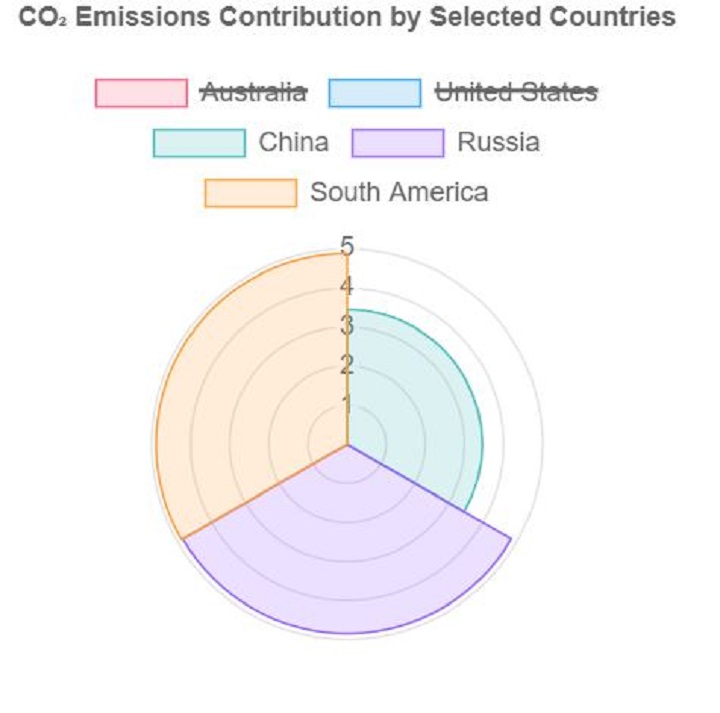 CO₂ Emissions Contribution by Selected Countries
Australia United States
China Russia
South America
5
4
3
2
1